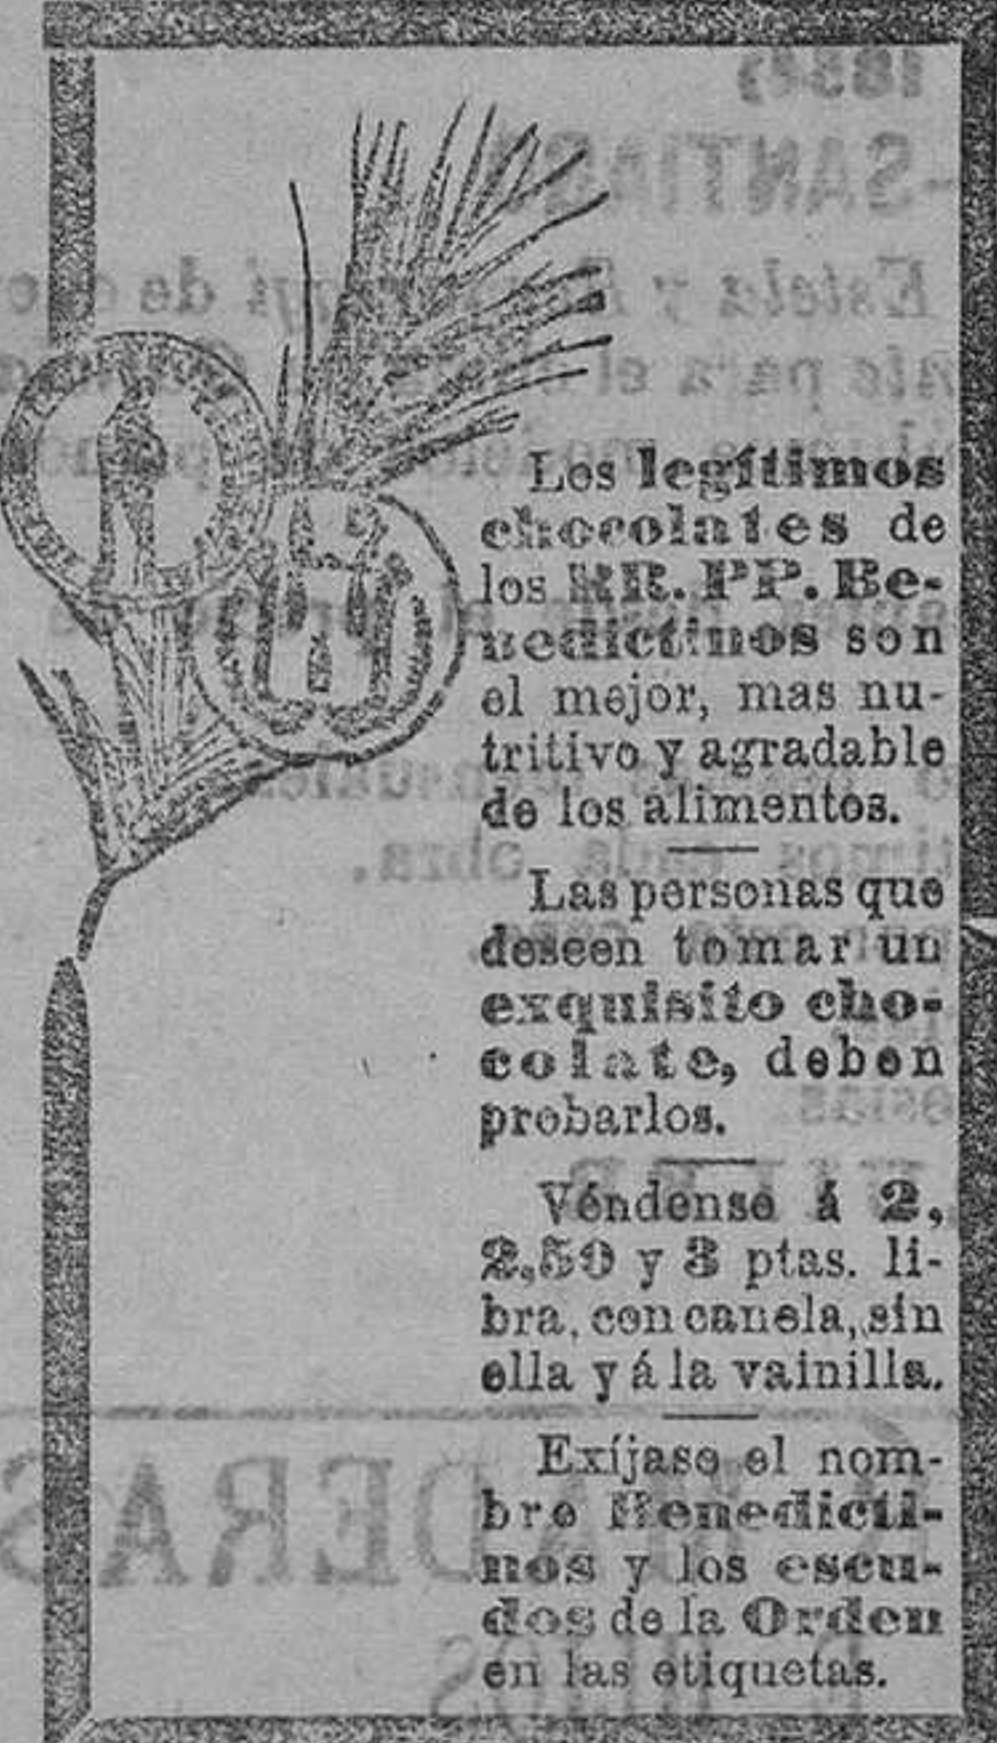 Los legítimos
chocolates de
los RR. PP. Be-
nedictinos son
el mejor, mas nu-
tritivo y agradable
de los alimentos.
Las personas que
deseen tomar un
exquisito cho-
colate, deben
probarlos.
Véndense á 2,
2,50 y 3 ptas. li-
bra, con canela, sin
ella y á la vainilla.
Exíjase el nom-
bre Benedicti-
nos y los escu-
dos de la Orden
en las etiquetas.